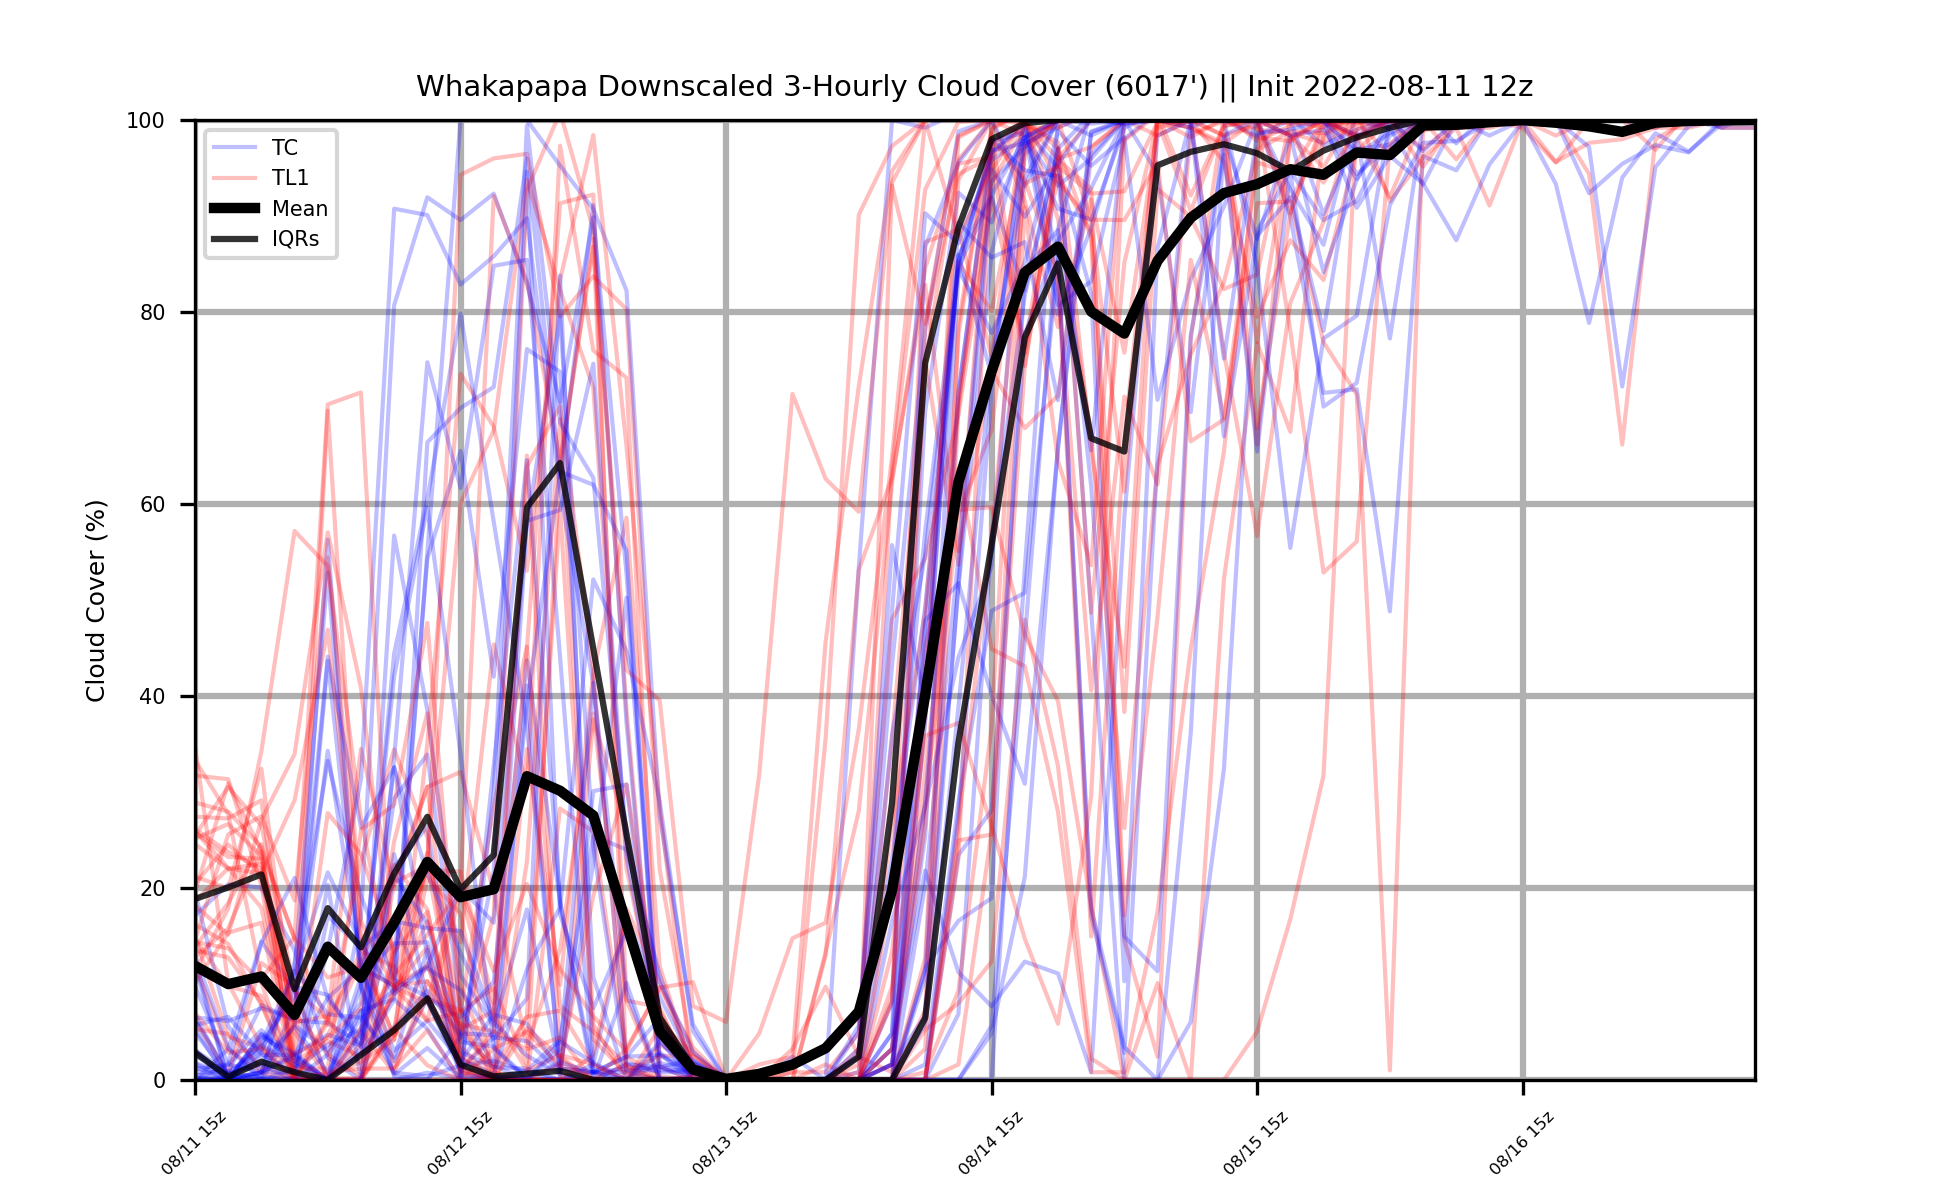 Whakapapa Downscaled 3-Hourly Cloud Cover (6017') || Init 2022-08-11 12z
100
80
60
40
20
0
Cloud Cover (%)
TC
TL1
Mean
IQRs
08/11 15z
08/12 15z
08/13 15z
08/14 15z
08/15 15z
08/16 15z